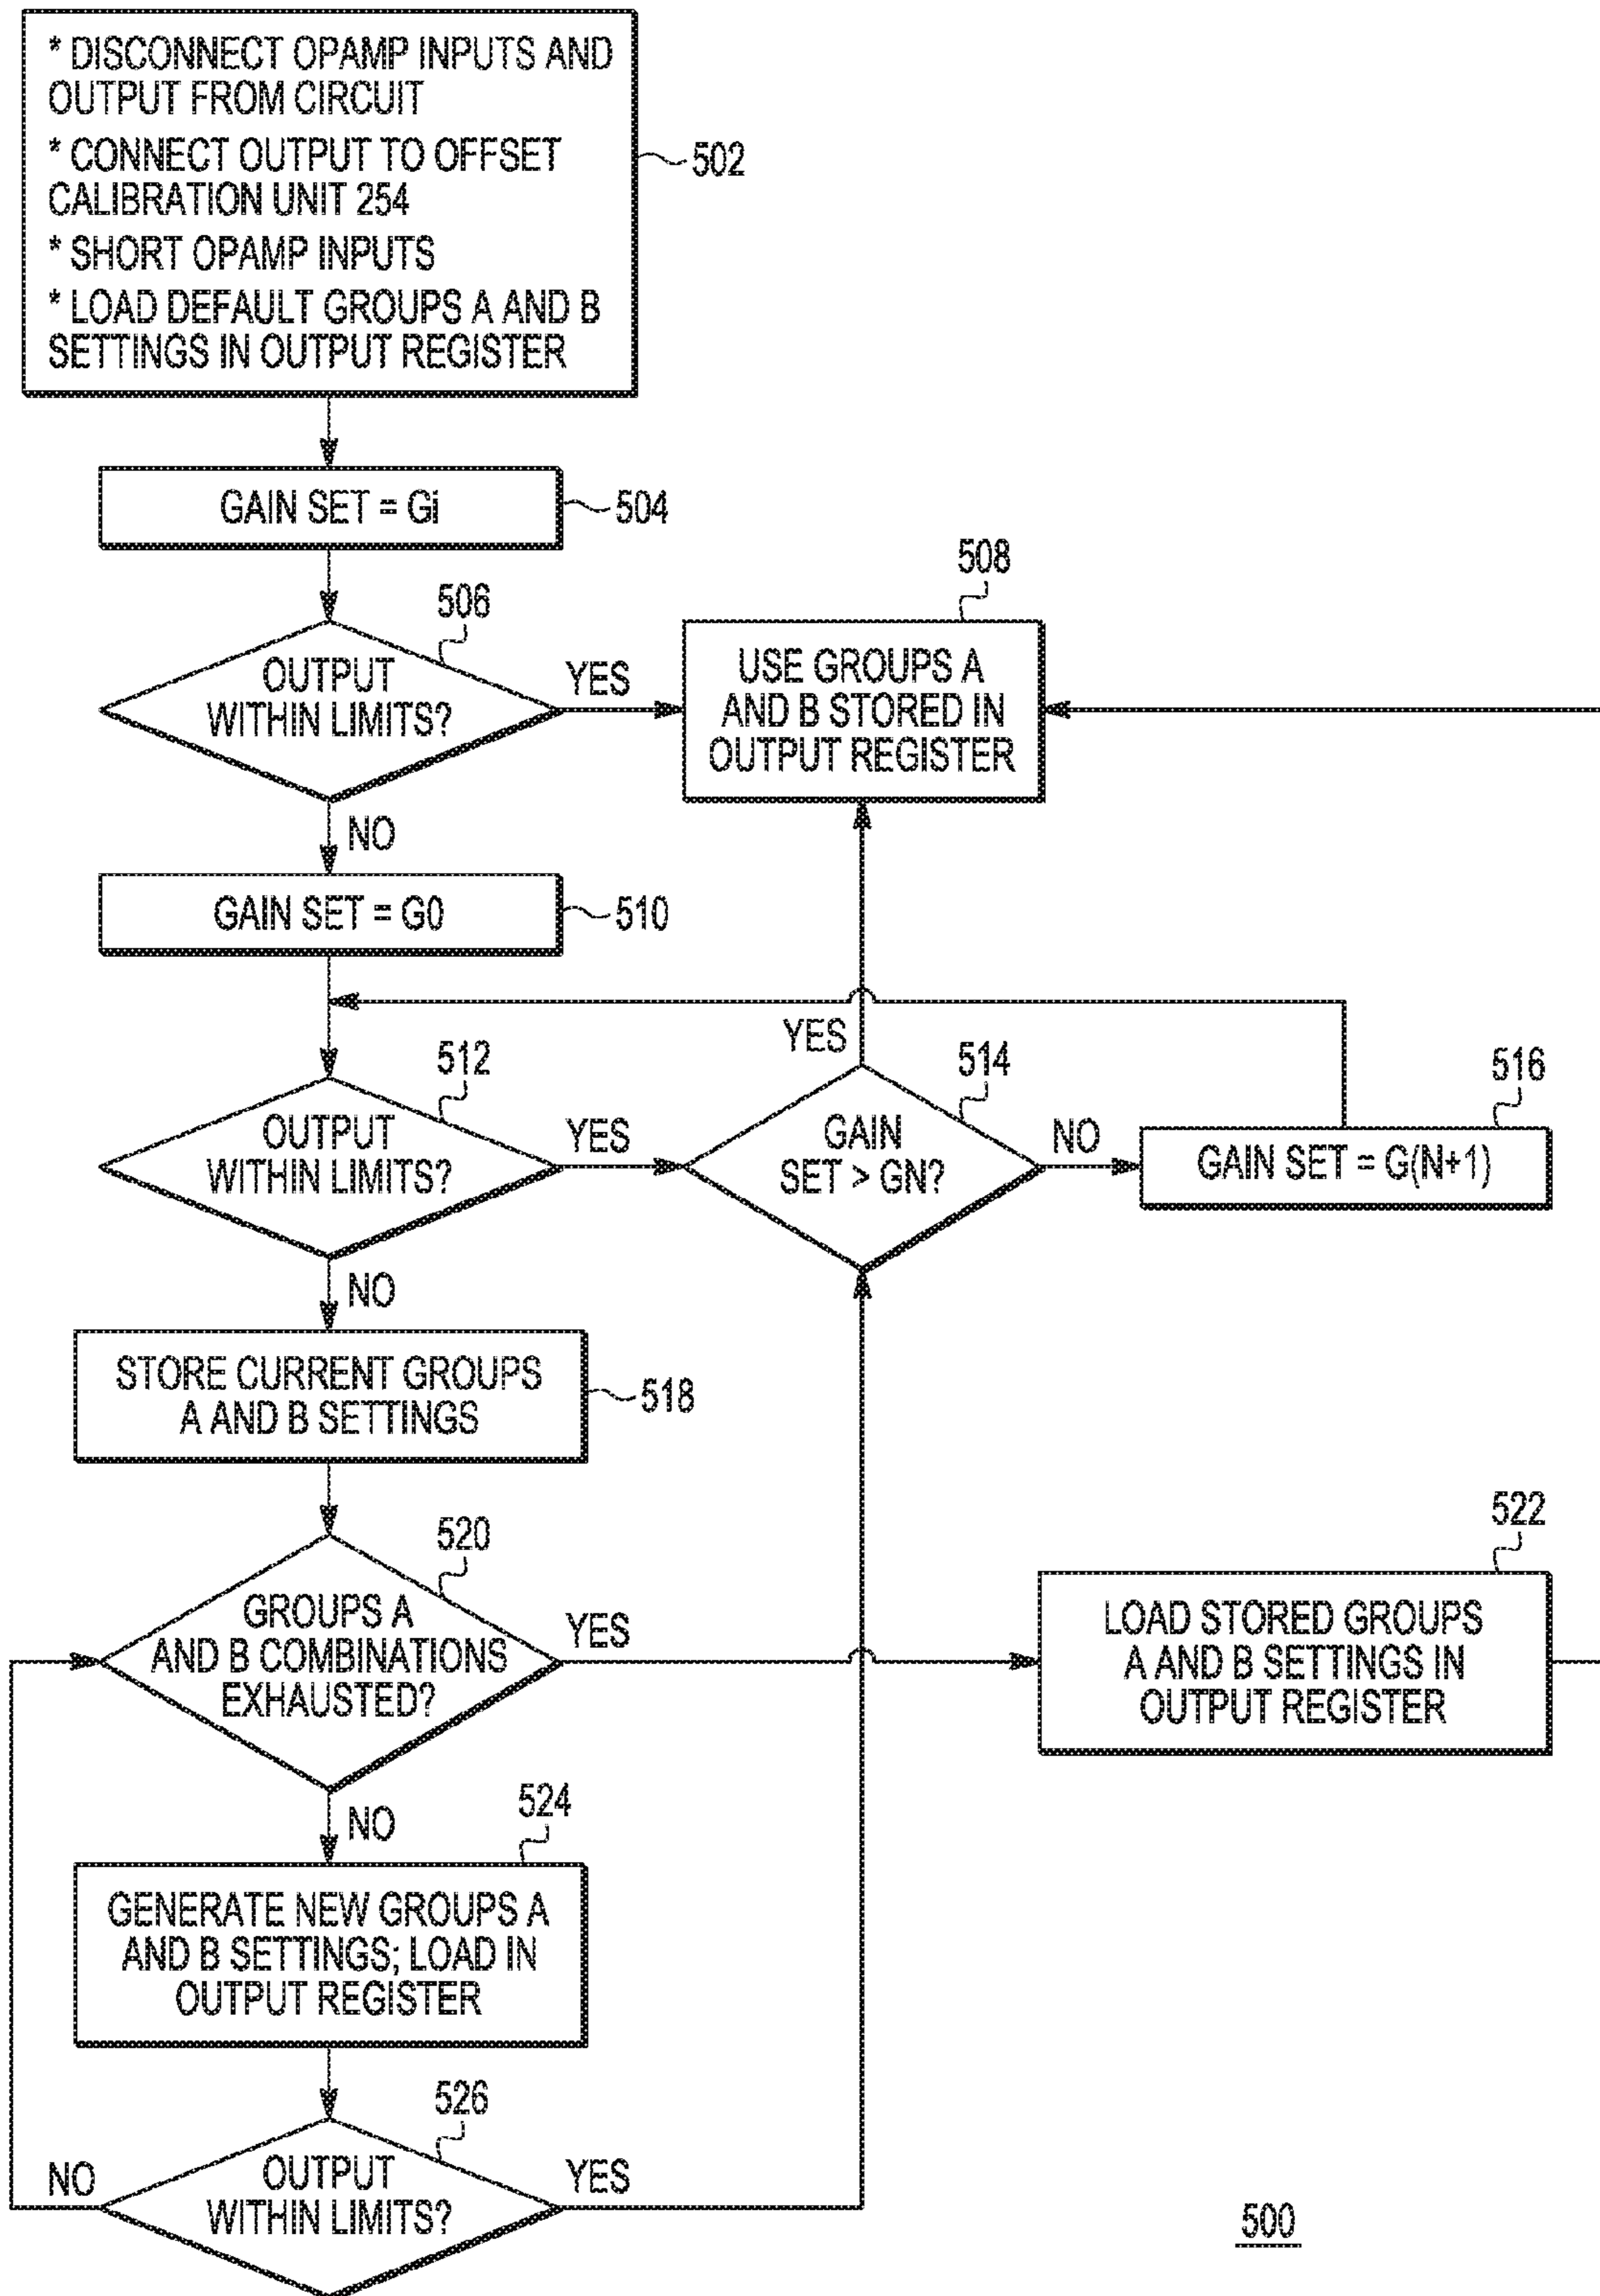 * DISCONNECT OPAMP INPUTS AND
OUTPUT FROM CIRCUIT
* CONNECT OUTPUT TO OFFSET
CALIBRATION UNIT 254
* SHORT OPAMP INPUTS
* LOAD DEFAULT GROUPS A AND B
SETTINGS IN OUTPUT REGISTER
502
GAIN SET = Gi
504
506
OUTPUT
WITHIN LIMITS?
YES
NO
508
USE GROUPS A
AND B STORED IN
OUTPUT REGISTER
GAIN SET = G0
510
512
OUTPUT
WITHIN LIMITS?
YES
NO
YES
514
GAIN
SET > GN?
NO
516
GAIN SET = G(N+1)
STORE CURRENT GROUPS
A AND B SETTINGS
518
520
GROUPS A
AND B COMBINATIONS
EXHAUSTED?
YES
NO
522
LOAD STORED GROUPS
A AND B SETTINGS IN
OUTPUT REGISTER
524
GENERATE NEW GROUPS A
AND B SETTINGS; LOAD IN
OUTPUT REGISTER
526
NO
OUTPUT
WITHIN LIMITS?
YES
500